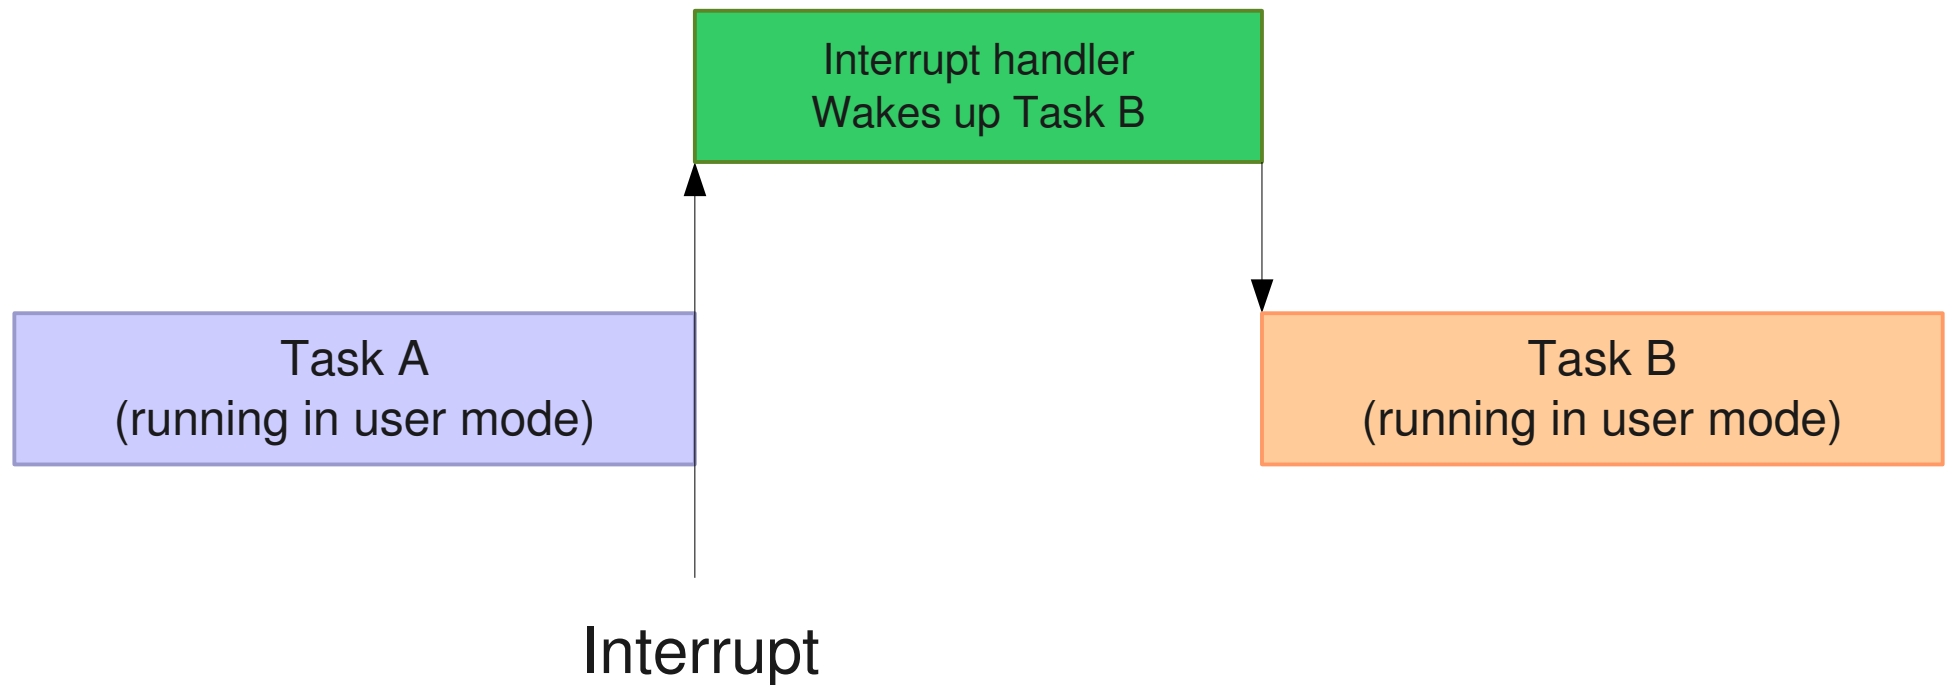 Interrupt handler
Wakes up Task B
Task A
(running in user mode)
Task B
(running in user mode)
Interrupt